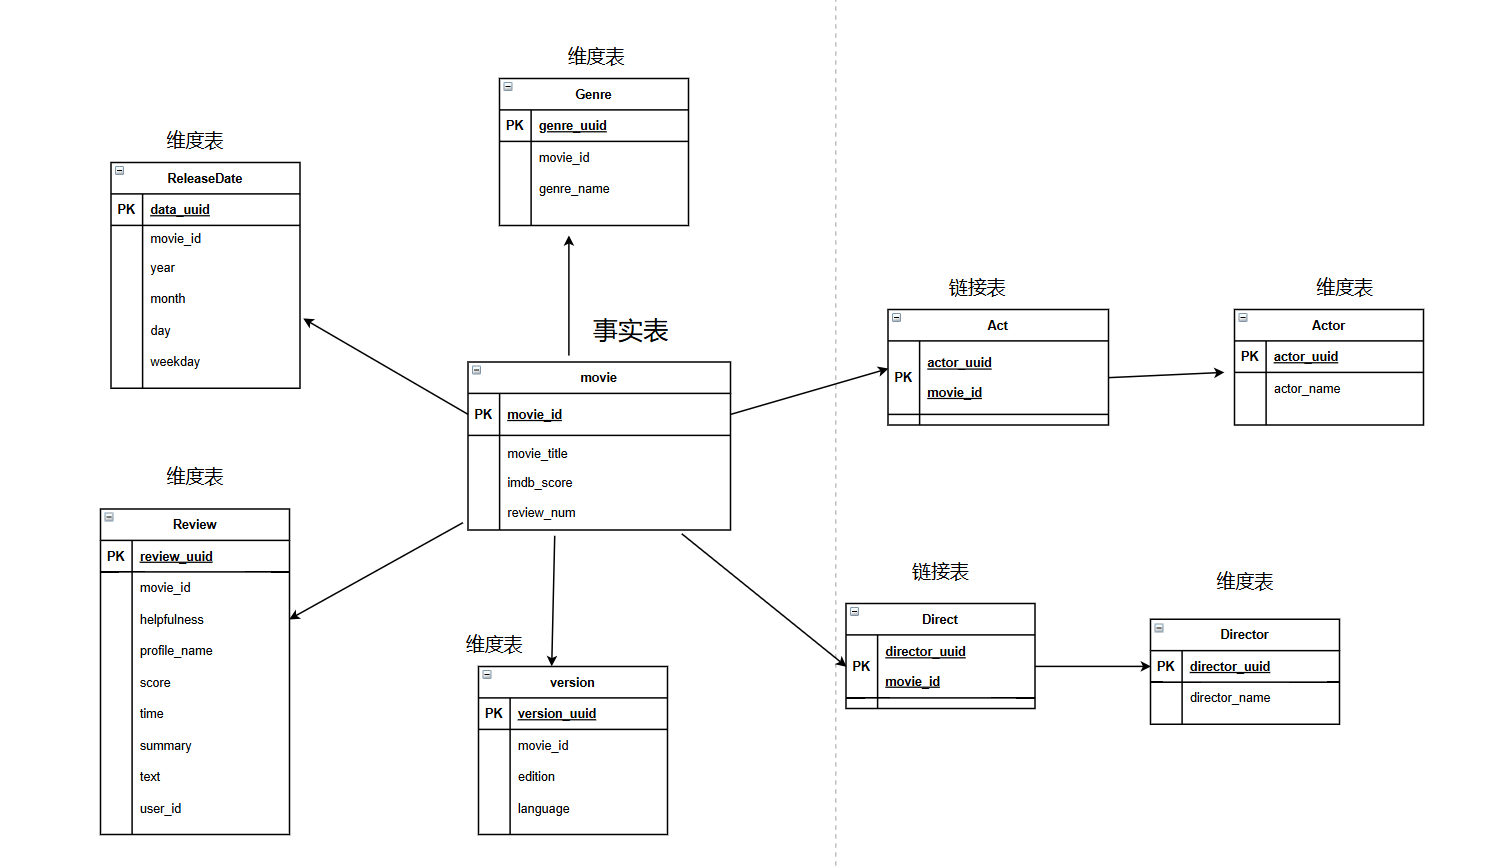 维度表
Genre
PK genre_uuid
movie_id
genre_name
维度表
ReleaseDate
PK data_uuid
movie_id
year
month
day
weekday
事实表
movie
PK movie_id
movie_title
imdb_score
review_num
链接表
Act
actor_uuid
PK
movie_id
维度表
Actor
PK actor_uuid
actor_name
维度表
Review
PK review_uuid
movie_id
helpfulness
profile_name
score
time
summary
text
user_id
维度表
version
PK version_uuid
movie_id
edition
language
链接表
Direct
director_uuid
PK
movie_id
维度表
Director
PK director_uuid
director_name